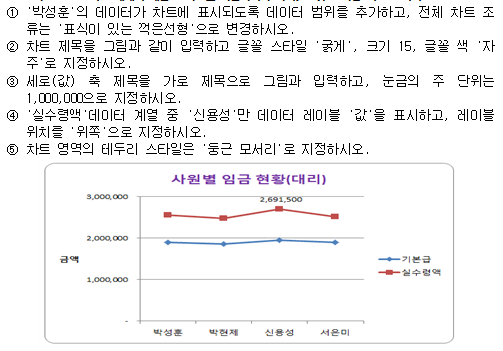 ① '박성훈'의 데이터가 차트에 표시되도록 데이터 범위를 추가하고, 전체 차트 조
류는 '표식이 있는 꺽은선형'으로 변경하시오.
② 차트 제목을 그림과 같이 입력하고 글꼴 스타일 '굵게', 크기 15, 글꼴 색 '자
주'로 지정하시오.
③ 세로(값) 축 제목을 가로 제목으로 그림과 입력하고, 눈금의 주 단위는
1,000,000으로 지정하시오.
④ '실수령액'데이터 계열 중 '신용성'만 데이터 레이블 '값'을 표시하고, 레이블
위치를 '위쪽'으로 지정하시오.
⑤ 차트 영역의 테두리 스타일은 '둥근 모서리'로 지정하시오.
사원별 임금 현황(대리)
3,000,000
2,691,500
2,000,000
금액
기본급
실수령액
1,000,000
-
박성훈 박현제 신용성 서은미